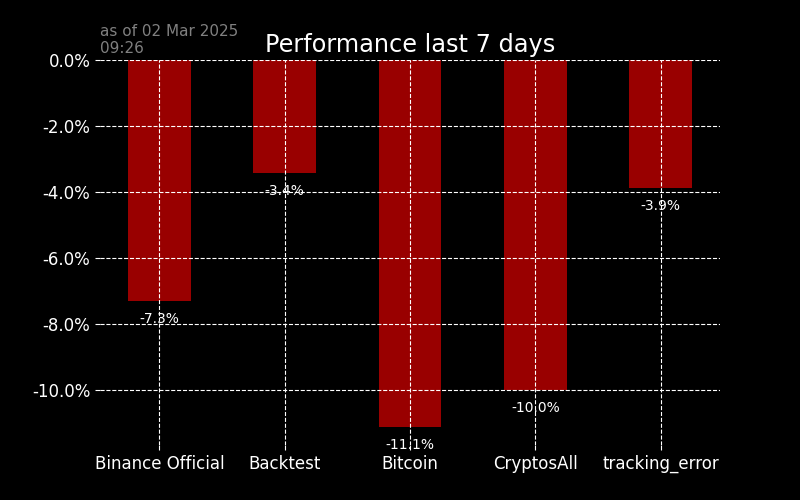 as of 02 Mar 2025
09:26
Performance last 7 days
0.0%
-2.0%
-4.0%
-6.0%
-8.0%
-10.0%
-7.3%
-3.4%
-11.1%
-10.0%
-3.9%
Binance Official
Backtest
Bitcoin
CryptosAll
tracking_error